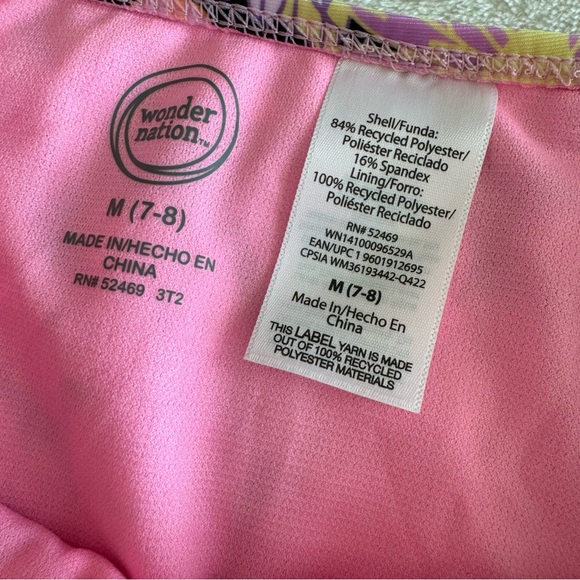 wonder
nation™
M (7-8)
MADE IN/HECHO EN
CHINA
RN# 52469 3T2
Shell/Funda:
84% Recycled Polyester/
Poliéster Reciclado
16% Spandex
Lining/Forro:
100% Recycled Polyester/
Poliéster Reciclado
RN# 52469
WN14100096529A
EAN/UPC 1 9601912695
CPSIA WM36193442-Q422
M (7-8)
Made In/Hecho En
China
THIS LABEL YARN IS MADE
OUT OF 100% RECYCLED
POLYESTER MATERIALS